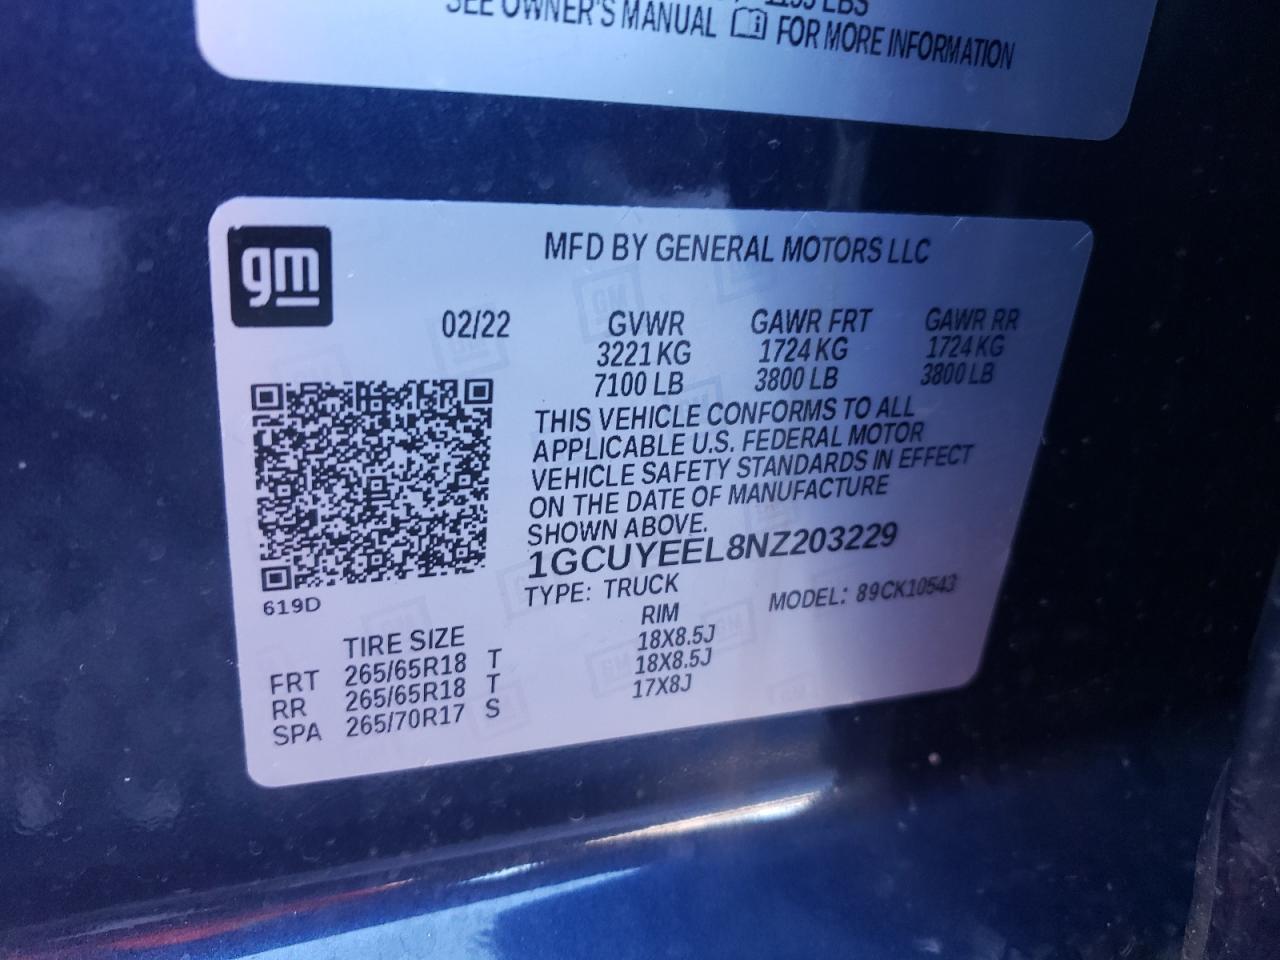 1199 LBS
SEE OWNER'S MANUAL FOR MORE INFORMATION
gm
MFD BY GENERAL MOTORS LLC
02/22 GVWR GAWR FRT GAWR RR
3221 KG 1724 KG 1724 KG
7100 LB 3800 LB 3800 LB
THIS VEHICLE CONFORMS TO ALL
APPLICABLE U.S. FEDERAL MOTOR
VEHICLE SAFETY STANDARDS IN EFFECT
ON THE DATE OF MANUFACTURE
SHOWN ABOVE.
1GCUYEEL8NZ203229
619D
TYPE: TRUCK MODEL: 89CK10543
TIRE SIZE RIM
FRT 265/65R18 T 18X8.5J
RR 265/65R18 T 18X8.5J
SPA 265/70R17 S 17X8J